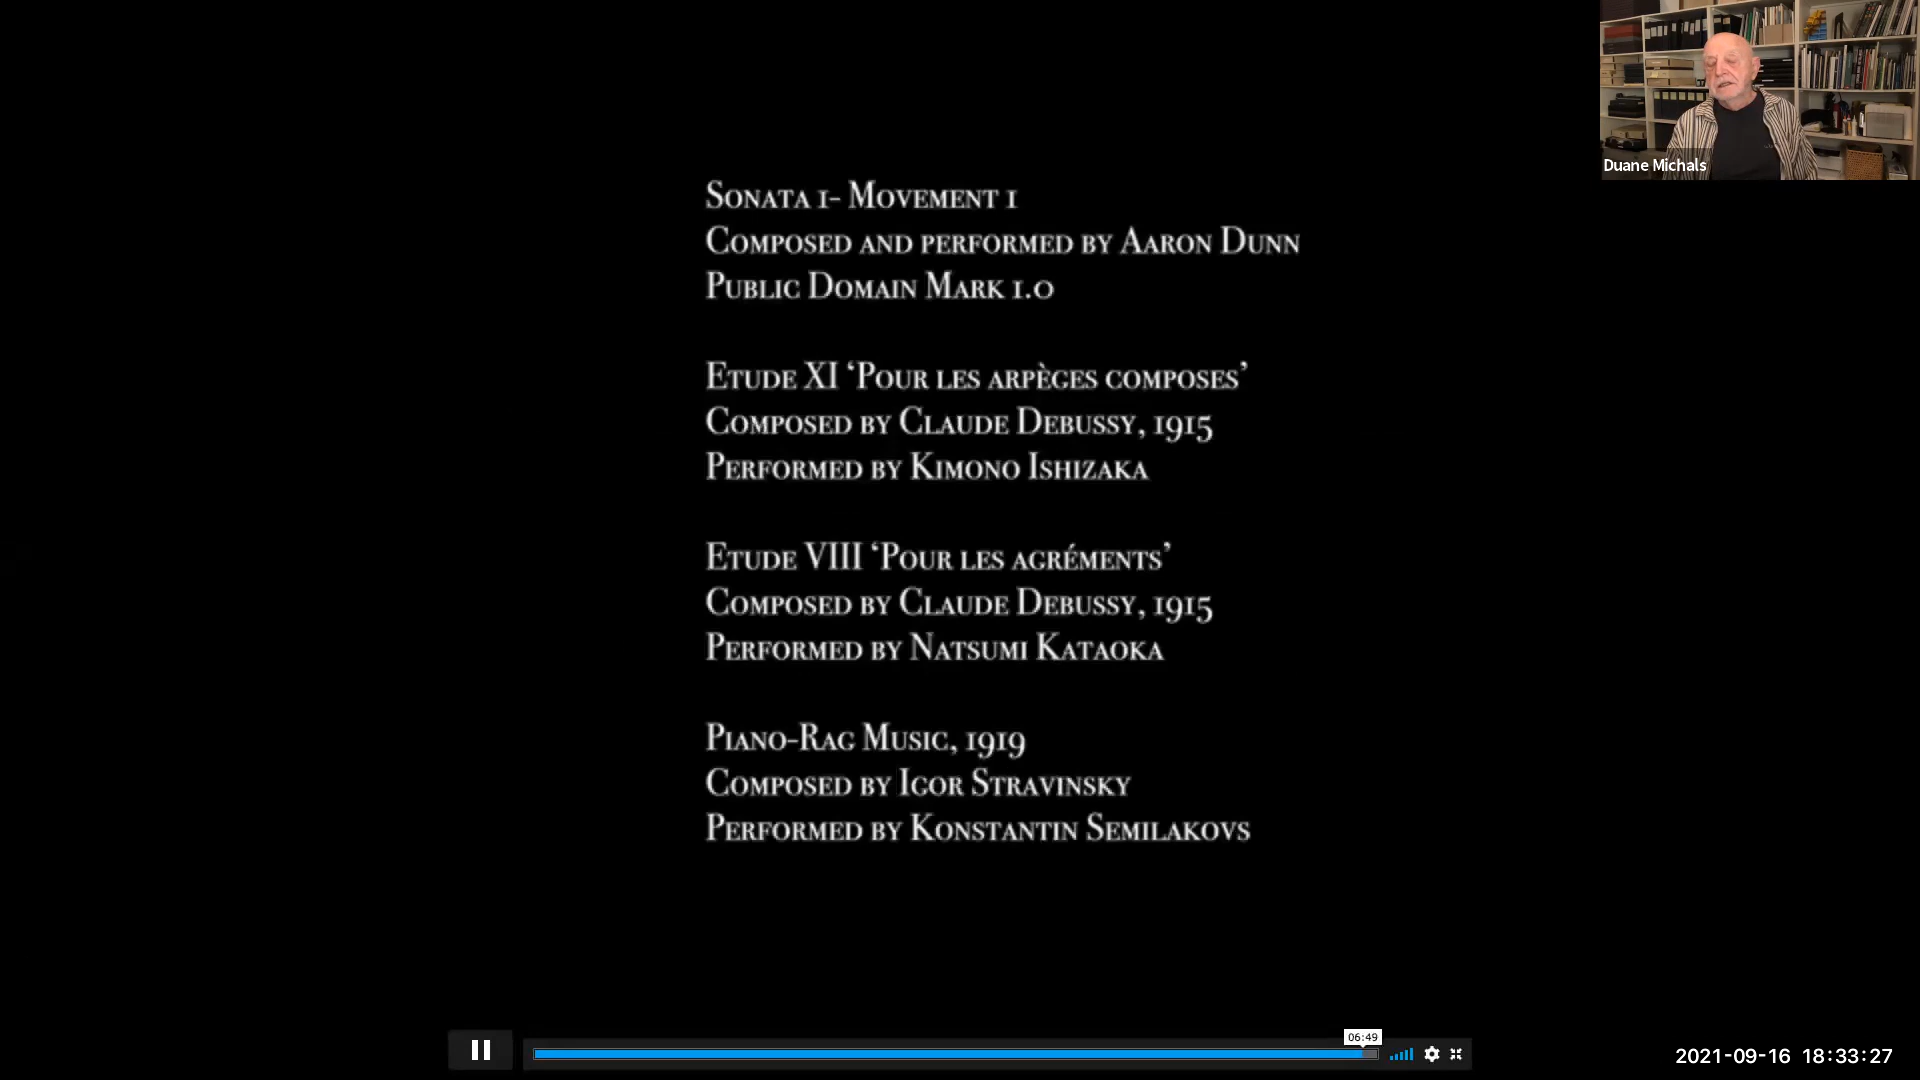 Sonata 1- Movement 1
Composed and performed by Aaron Dunn
Public Domain Mark 1.0
Etude XI ‘Pour les arpèges composes’
Composed by Claude Debussy, 1915
Performed by Kimono Ishizaka
Etude VIII ‘Pour les agréments’
Composed by Claude Debussy, 1915
Performed by Natsumi Kataoka
Piano-Rag Music, 1919
Composed by Igor Stravinsky
Performed by Konstantin Semilakovs
Duane Michals
06:49
2021-09-16 18:33:27